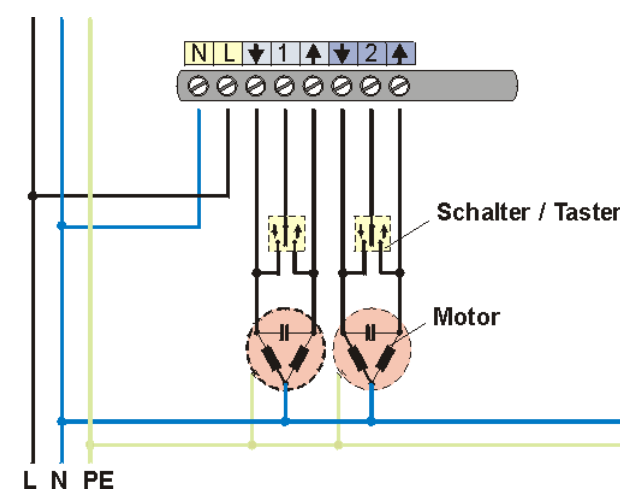 N L ↓ 1 ↑ ↓ 2 ↑
Schalter / Taster
Motor
L N PE